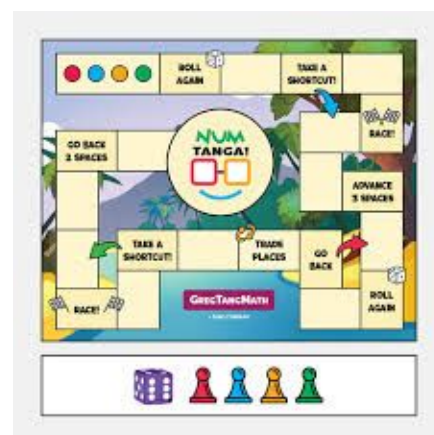 ROLL
AGAIN
TAKE A
SHORTCUT!
RACE!
GO BACK
2 SPACES
NUM
TANGA!
ADVANCE
3 SPACES
TAKE A
SHORTCUT!
TRADE
PLACES
GO
BACK
GREGTANGMATH
ROLL
AGAIN
RACE!